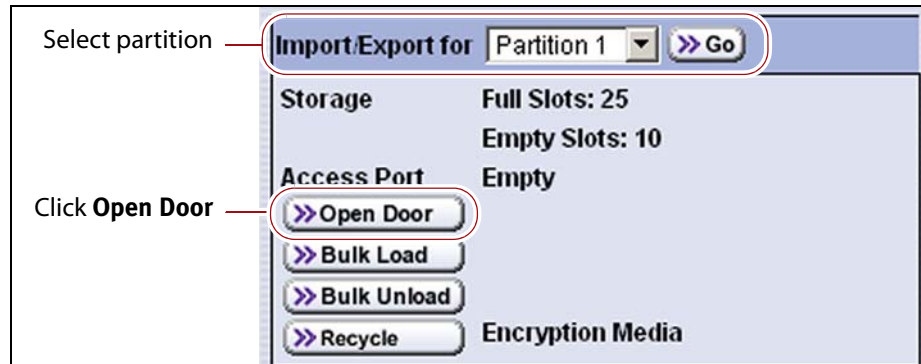 Select partition
Import/Export for Partition 1 >> Go
Storage Full Slots: 25
Empty Slots: 10
Access Port Empty
Click Open Door
>> Open Door
>> Bulk Load
>> Bulk Unload
>> Recycle Encryption Media